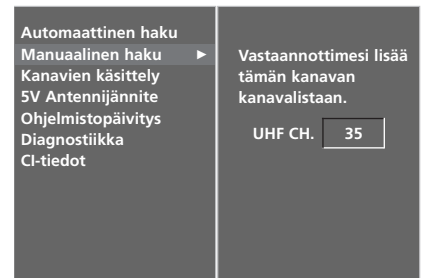 Automaattinen haku
Manuaalinen haku ►
Kanavien käsittely
5V Antennijännite
Ohjelmistopäivitys
Diagnostiikka
CI-tiedot
Vastaannottimesi lisää
tämän kanavan
kanavalistaan.
UHF CH. 35